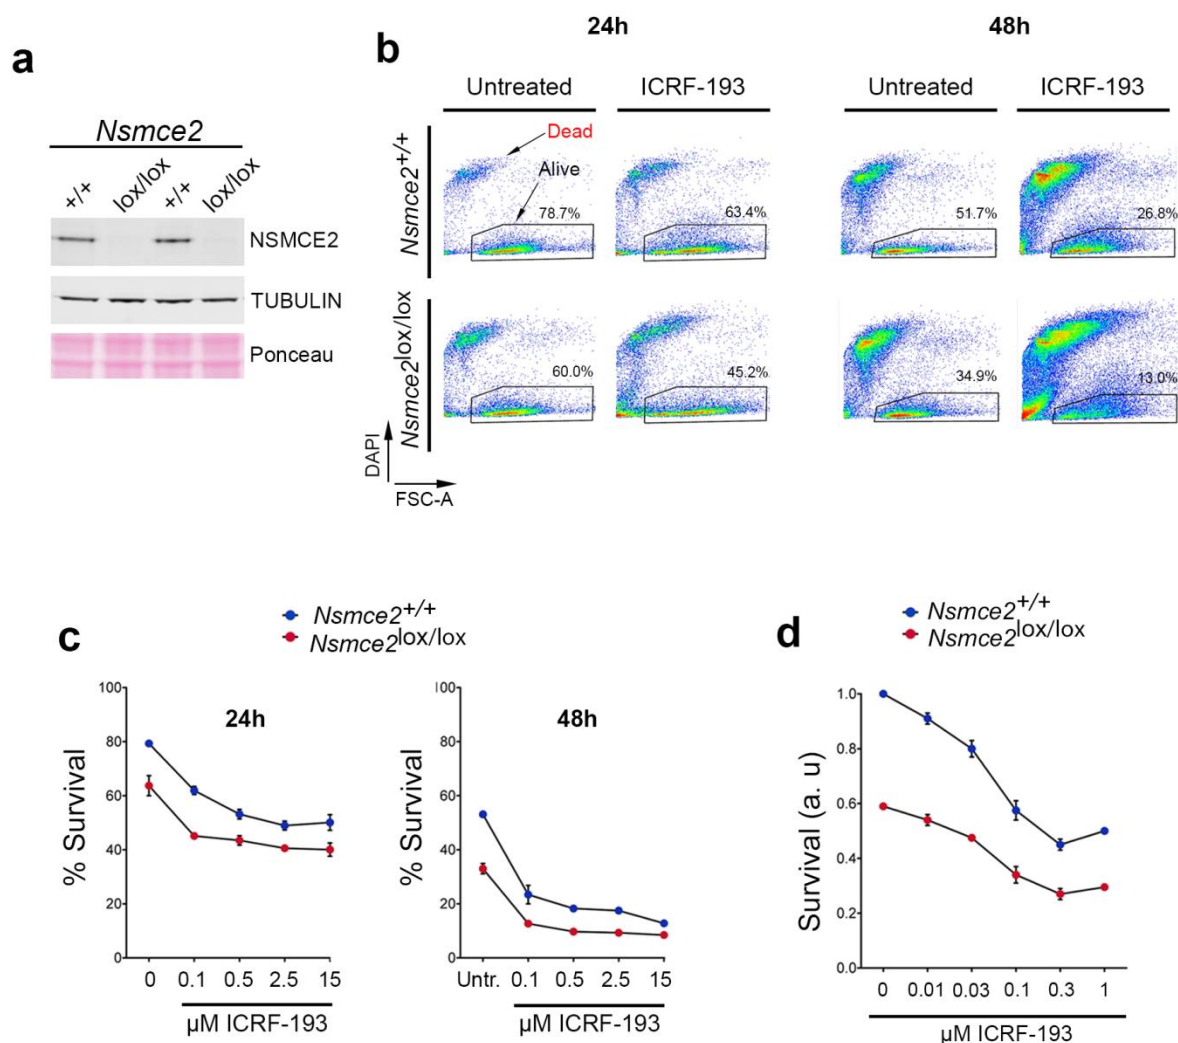 a
Nsmce2
+/+ lox/lox +/+ lox/lox
NSMCE2
TUBULIN
Ponceau
b
24h 48h
Untreated ICRF-193 Untreated ICRF-193
Nsmce2+/+
Dead
Alive
78.7% 63.4% 51.7% 26.8%
Nsmce2lox/lox
60.0% 45.2% 34.9% 13.0%
DAPI
FSC-A
c
Nsmce2+/+
Nsmce2lox/lox
24h
% Survival
100
80
60
40
20
0
0 0.1 0.5 2.5 15
µM ICRF-193
48h
% Survival
100
80
60
40
20
0
Untr. 0.1 0.5 2.5 15
µM ICRF-193
d
Nsmce2+/+
Nsmce2lox/lox
Survival (a. u)
1.0
0.8
0.6
0.4
0.2
0.0
0 0.01 0.03 0.1 0.3 1
µM ICRF-193